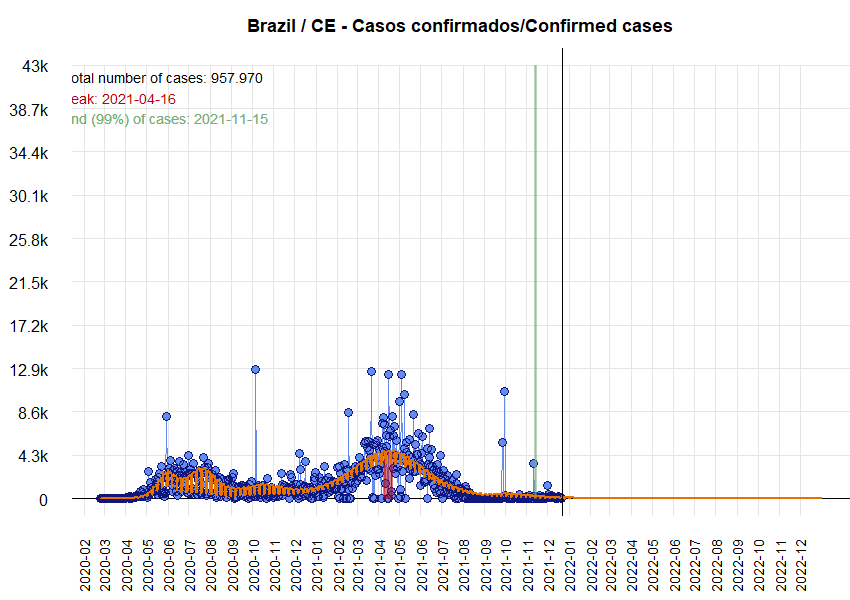 Brazil / CE - Casos confirmados/Confirmed cases
otal number of cases: 957.970
eak: 2021-04-16
nd (99%) of cases: 2021-11-15
43k
38.7k
34.4k
30.1k
25.8k
21.5k
17.2k
12.9k
8.6k
4.3k
0
2020-02
2020-03
2020-04
2020-05
2020-06
2020-07
2020-08
2020-09
2020-10
2020-11
2020-12
2021-01
2021-02
2021-03
2021-04
2021-05
2021-06
2021-07
2021-08
2021-09
2021-10
2021-11
2021-12
2022-01
2022-02
2022-03
2022-04
2022-05
2022-06
2022-07
2022-08
2022-09
2022-10
2022-11
2022-12